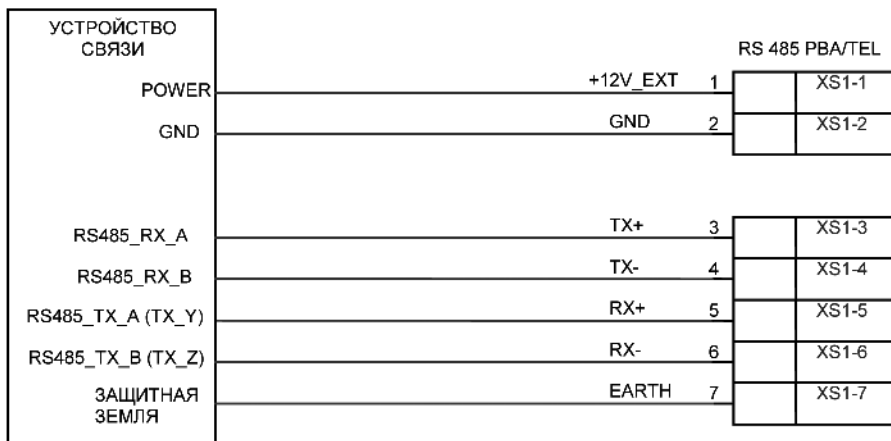 УСТРОЙСТВО
СВЯЗИ
RS 485 PBA/TEL
POWER +12V_EXT 1 XS1-1
GND GND 2 XS1-2
RS485_RX_A TX+ 3 XS1-3
RS485_RX_B TX- 4 XS1-4
RS485_TX_A (TX_Y) RX+ 5 XS1-5
RS485_TX_B (TX_Z) RX- 6 XS1-6
ЗАЩИТНАЯ EARTH 7 XS1-7
ЗЕМЛЯ